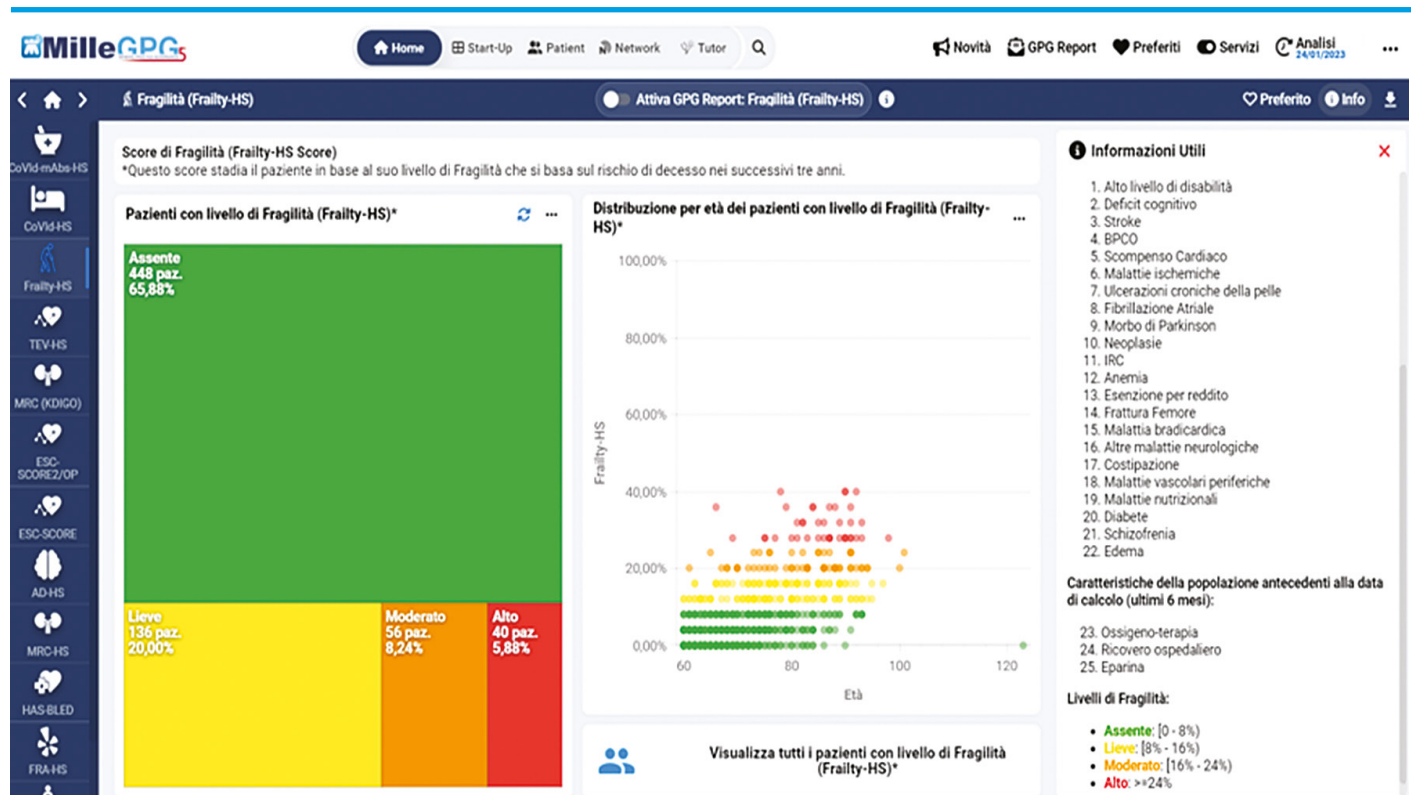 MilleGPG5
Home
Start-Up
Patient
Network
Tutor
Novità
GPG Report
Preferiti
Servizi
Analisi
24/01/2023
Fragilità (Frailty-HS)
Attiva GPG Report: Fragilità (Frailty-HS)
Preferito
Info
CoVid-mAbs-HS
CoVId-HS
Frailty-HS
TEV-HS
MRC (KDIGO)
ESC-
SCORE2/OP
ESC-SCORE
AD-HS
MRC-HS
HAS-BLED
FRA-HS
Score di Fragilità (Frailty-HS Score)
*Questo score stadia il paziente in base al suo livello di Fragilità che si basa sul rischio di decesso nei successivi tre anni.
Pazienti con livello di Fragilità (Frailty-HS)*
Assente
448 paz.
65,88%
Lieve
136 paz.
20,00%
Moderato
56 paz.
8,24%
Alto
40 paz.
5,88%
Distribuzione per età dei pazienti con livello di Fragilità (Frailty-
HS)*
100,00%
80,00%
60,00%
40,00%
20,00%
0,00%
Frailty-HS
60
80
100
120
Età
Visualizza tutti i pazienti con livello di Fragilità
(Frailty-HS)*
Informazioni Utili
1. Alto livello di disabilità
2. Deficit cognitivo
3. Stroke
4. BPCO
5. Scompenso Cardiaco
6. Malattie ischemiche
7. Ulcerazioni croniche della pelle
8. Fibrillazione Atriale
9. Morbo di Parkinson
10. Neoplasie
11. IRC
12. Anemia
13. Esenzione per reddito
14. Frattura Femore
15. Malattia bradicardica
16. Altre malattie neurologiche
17. Costipazione
18. Malattie vascolari periferiche
19. Malattie nutrizionali
20. Diabete
21. Schizofrenia
22. Edema
Caratteristiche della popolazione antecedenti alla data
di calcolo (ultimi 6 mesi):
23. Ossigeno-terapia
24. Ricovero ospedaliero
25. Eparina
Livelli di Fragilità:
• Assente: [0 - 8%)
• Lieve: [8% - 16%)
• Moderato: [16% - 24%)
• Alto: >=24%